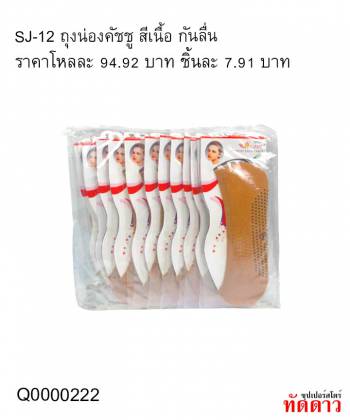 SJ-12 ถุงน่องคัชชู สีเนื้อ กันลื่น
ราคาโหลละ 94.92 บาท ชิ้นละ 7.91 บาท
Q0000222
ซุปเปอร์สโตร์
ทัดดาว